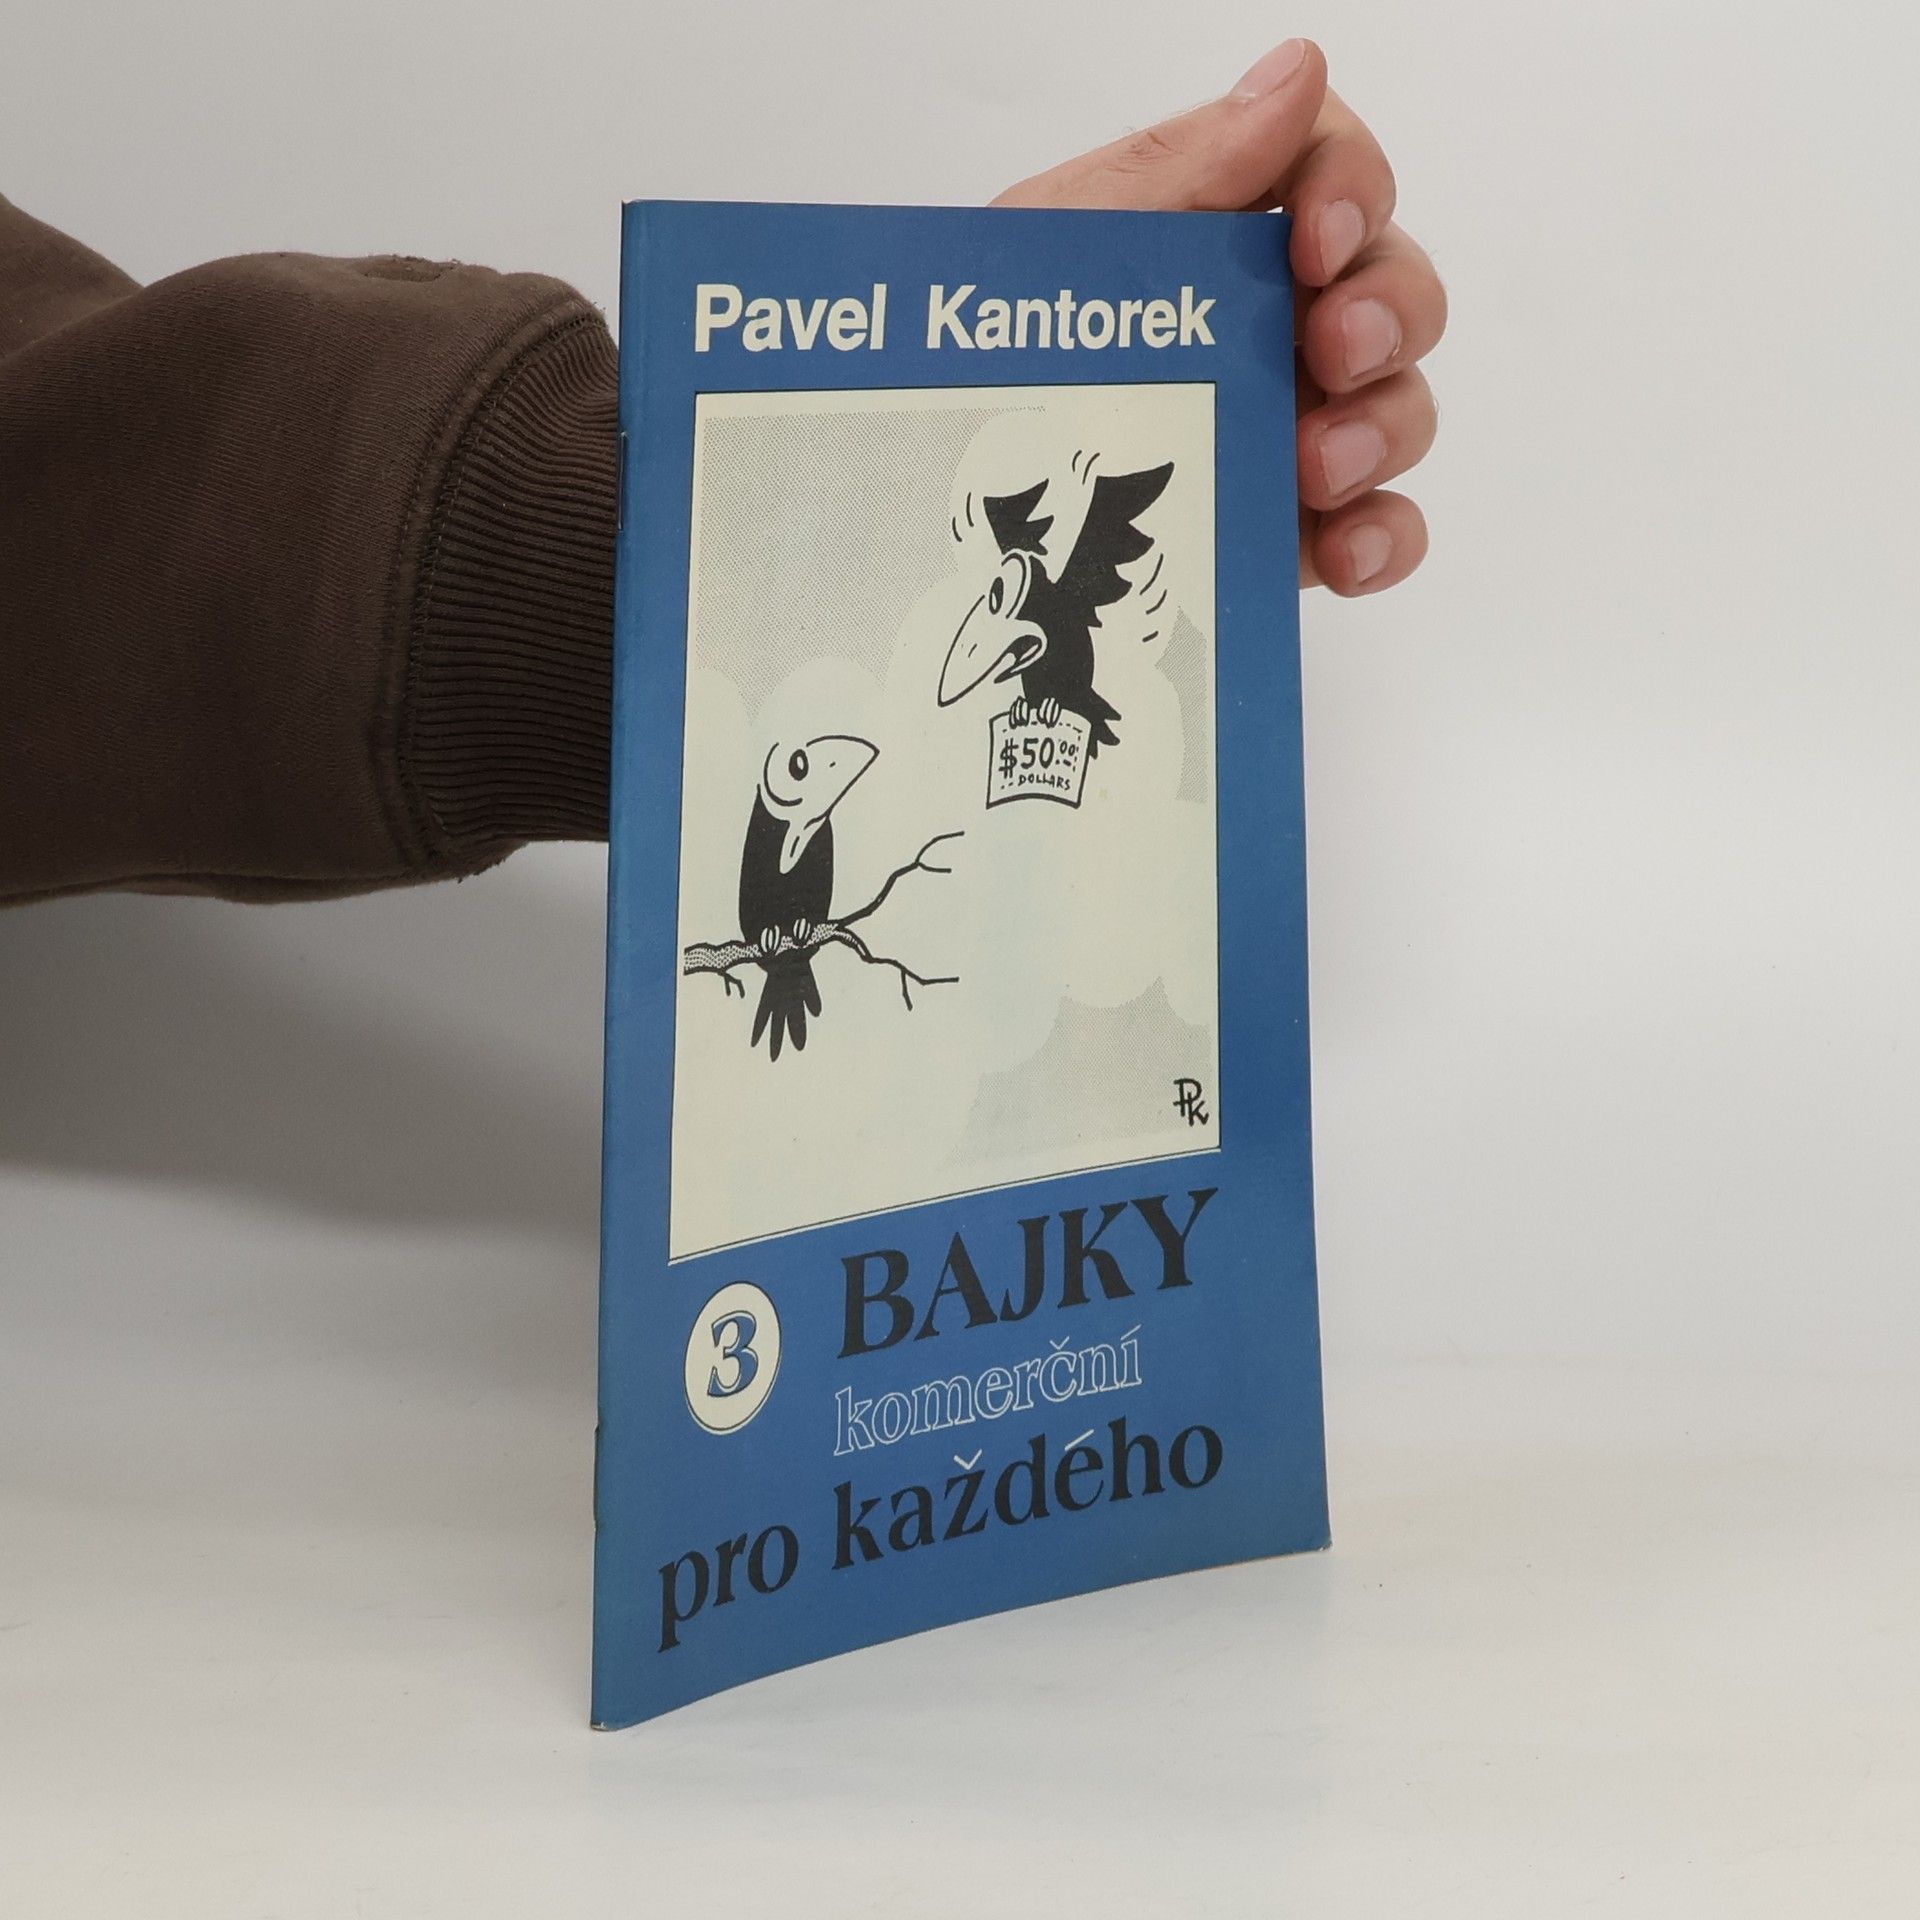 Pavel Kantorek
$50.00
DOLLARS
PK
3
BAJKY
komerční
pro každého